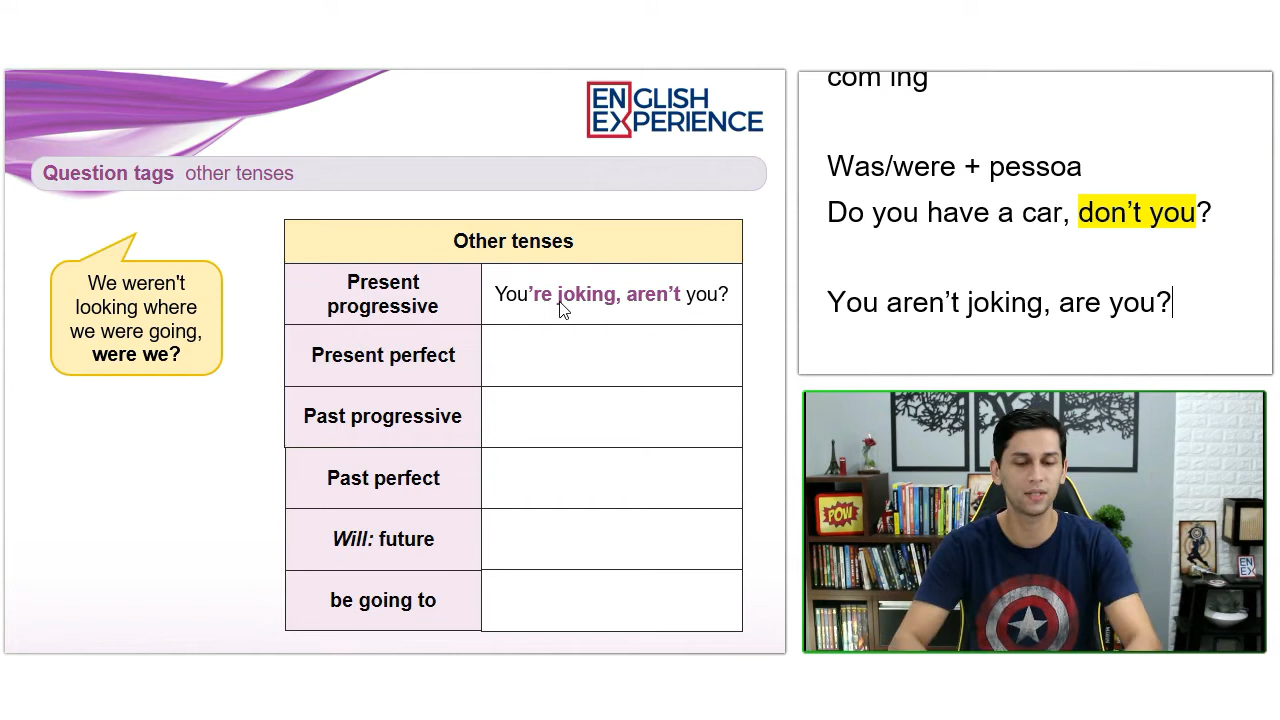 ENGLISH
EXPERIENCE
Question tags other tenses
We weren't
looking where
we were going,
were we?
Other tenses
Present
progressive
You're joking, aren't you?
Present perfect
Past progressive
Past perfect
Will: future
be going to
com ing
Was/were + pessoa
Do you have a car, don't you?
You aren't joking, are you?
POW
EN
EX